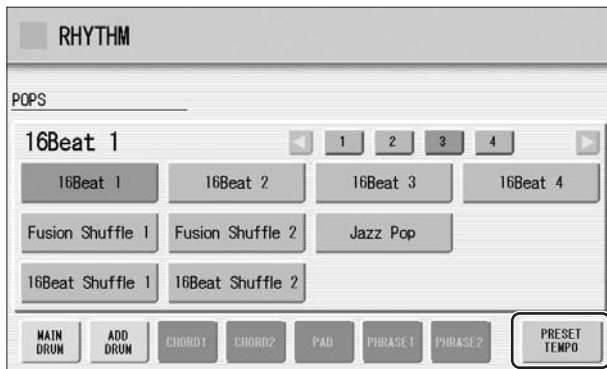 RHYTHM
POPS
16Beat 1
1 2 3 4
16Beat 1 16Beat 2 16Beat 3 16Beat 4
Fusion Shuffle 1 Fusion Shuffle 2 Jazz Pop
16Beat Shuffle 1 16Beat Shuffle 2
MAIN DRUM ADD DRUM CHORD1 CHORD2 PAD PHRASE1 PHRASE2 PRESET TEMPO